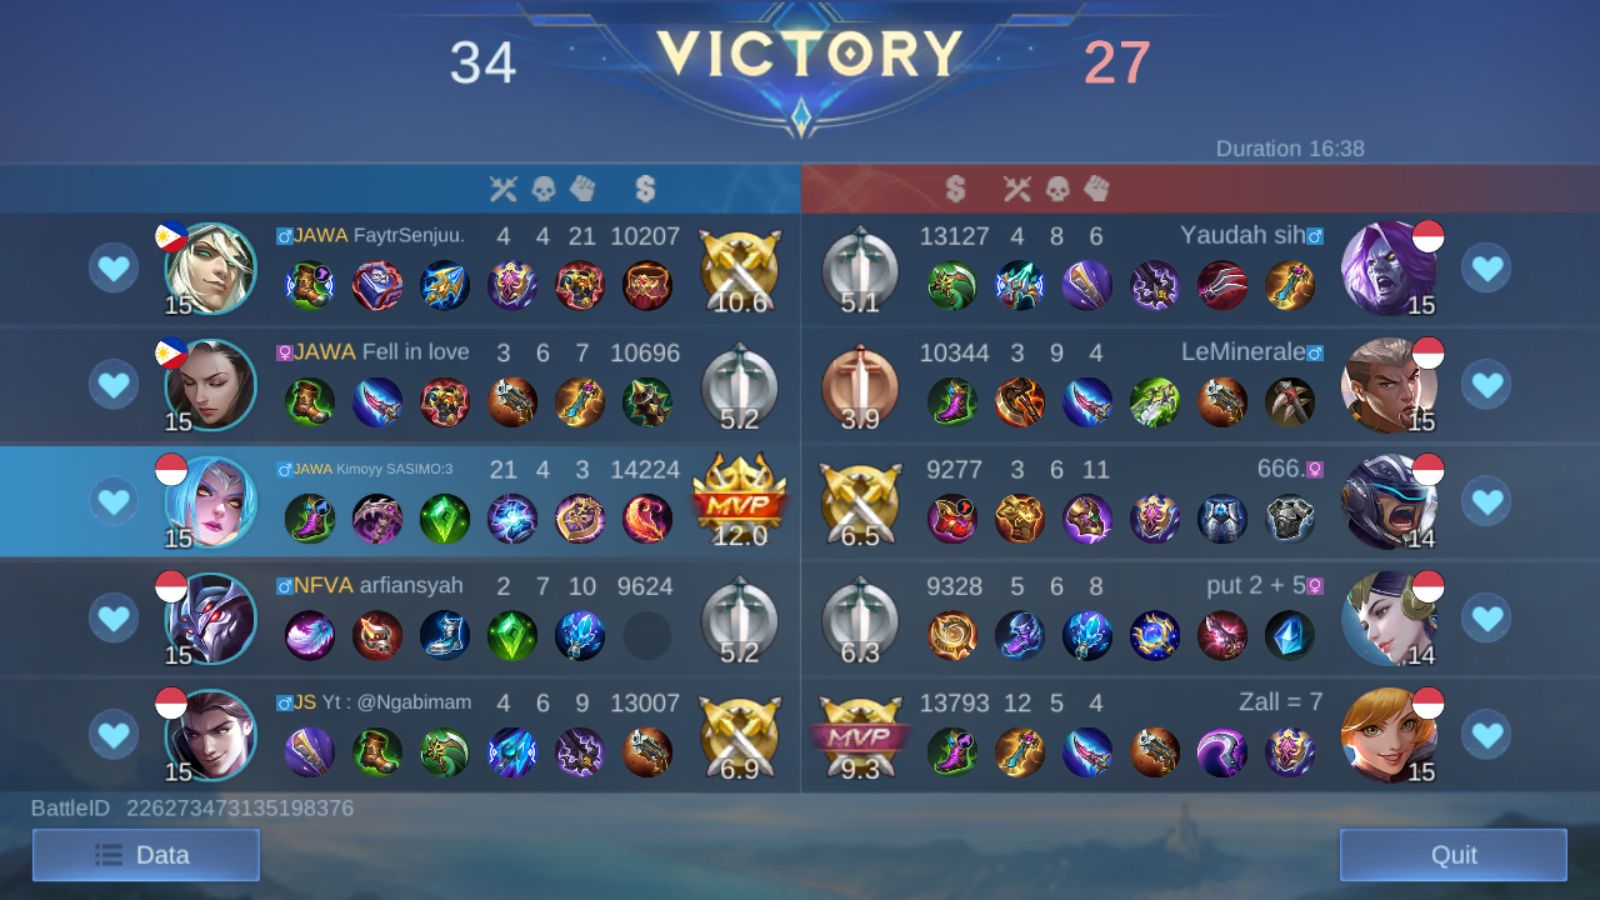 34 VICTORY 27
Duration 16:38
JAWA FaytrSenjuu. 4 4 21 10207
15 10.6
5.1 13127 4 8 6 Yaudah sih
15
JAWA Fell in love 3 6 7 10696
15 5.2
3.9 10344 3 9 4 LeMinerale
15
JAWA Kimoyy SASIMO:3 21 4 3 14224
15 MVP 12.0
6.5 9277 3 6 11 666.
14
NFVA arfiansyah 2 7 10 9624
15 5.2
6.3 9328 5 6 8 put 2 + 5
14
JS Yt : @Ngabimam 4 6 9 13007
15 6.9
MVP 9.3 13793 12 5 4 Zall = 7
15
BattleID 226273473135198376
Data
Quit